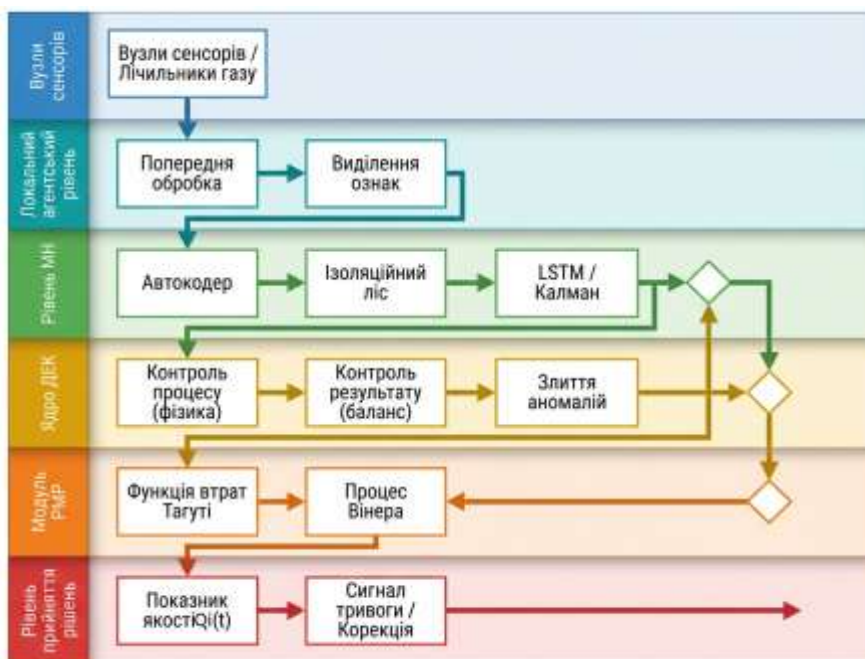 Вузли
сенсорів
Вузли сенсорів /
Лічильники газу
Локальний
агентський
рівень
Попередня
обробка
Виділення
ознак
Рівень МН
Автокодер
Ізоляційний
ліс
LSTM /
Калман
Ядро ДЕК
Контроль
процесу
(фізика)
Контроль
результату
(баланс)
Злиття
аномалій
Модуль
РМР
Функція втрат
Тагуті
Процес
Вінера
Рівень
прийняття
рішень
Показник
якостіQi(t)
Сигнал
тривоги /
Корекція